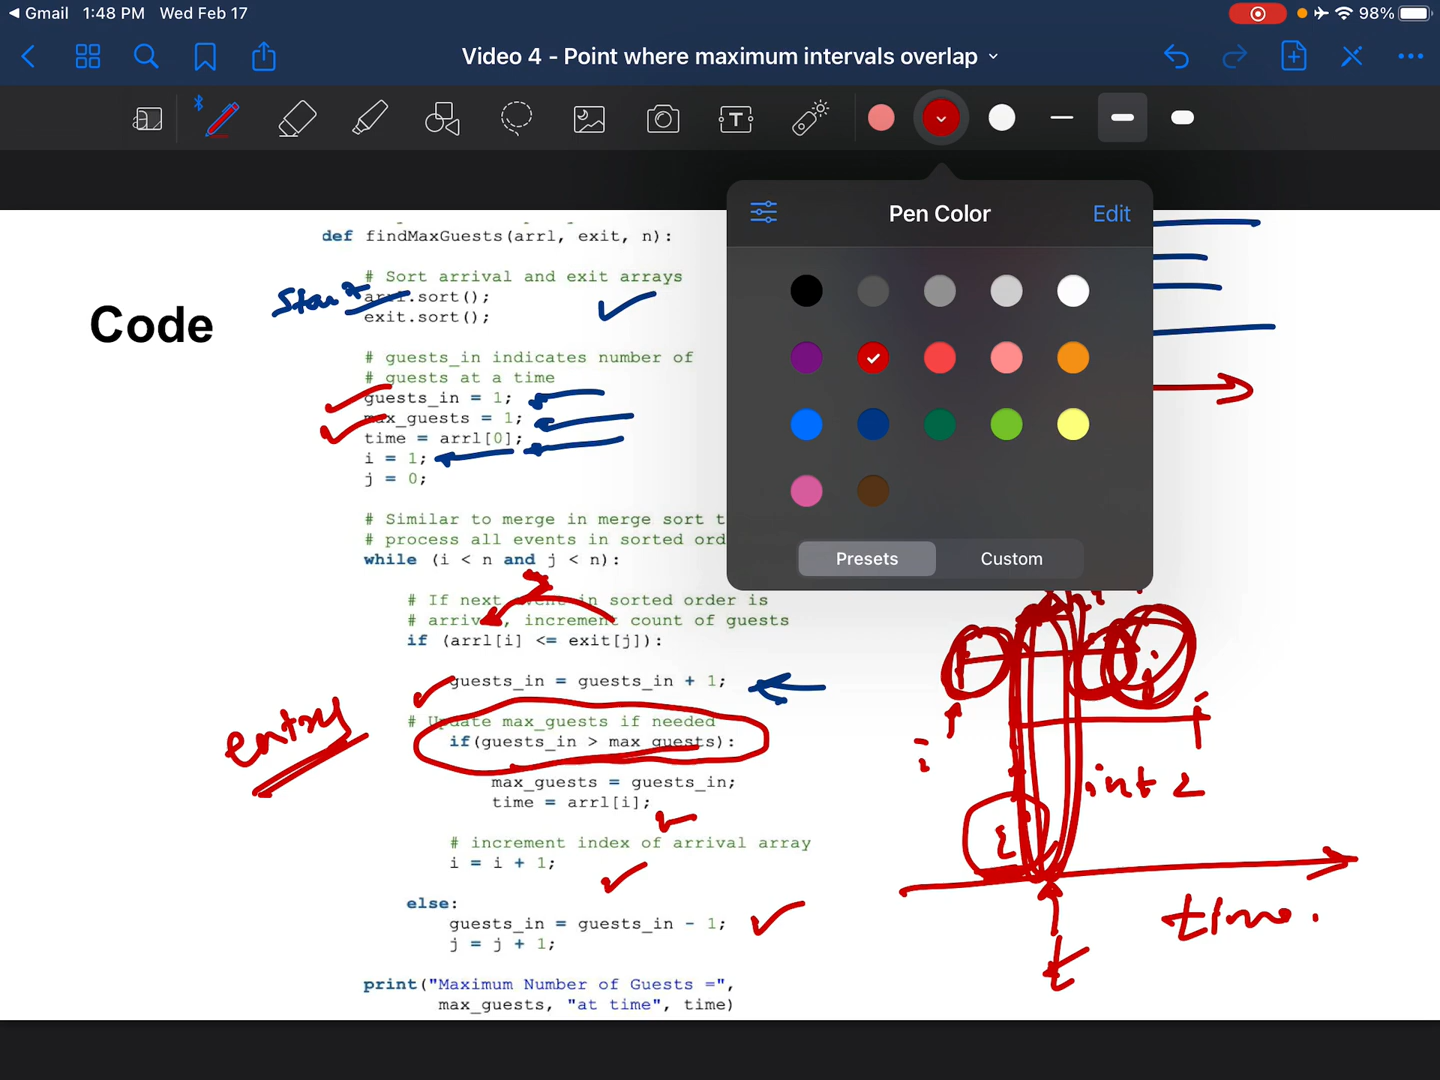 Gmail 1:48 PM Wed Feb 17 98%
Video 4 - Point where maximum intervals overlap
T
Pen Color Edit
Presets Custom
Code
def findMaxGuests(arrl, exit, n):
# Sort arrival and exit arrays
start
arrl.sort();
exit.sort();
# guests_in indicates number of
# guests at a time
guests_in = 1;
max_guests = 1;
time = arrl[0];
i = 1;
j = 0;
# Similar to merge in merge sort t
# process all events in sorted ord
while (i < n and j < n):
# If next event in sorted order is
# arrival, increment count of guests
if (arrl[i] <= exit[j]):
guests_in = guests_in + 1;
entry
# Update max_guests if needed
if(guests_in > max_guests):
max_guests = guests_in;
time = arrl[i];
# increment index of arrival array
i = i + 1;
else:
guests_in = guests_in - 1;
j = j + 1;
print("Maximum Number of Guests =",
max_guests, "at time", time)
i
j
int 2
time.
t